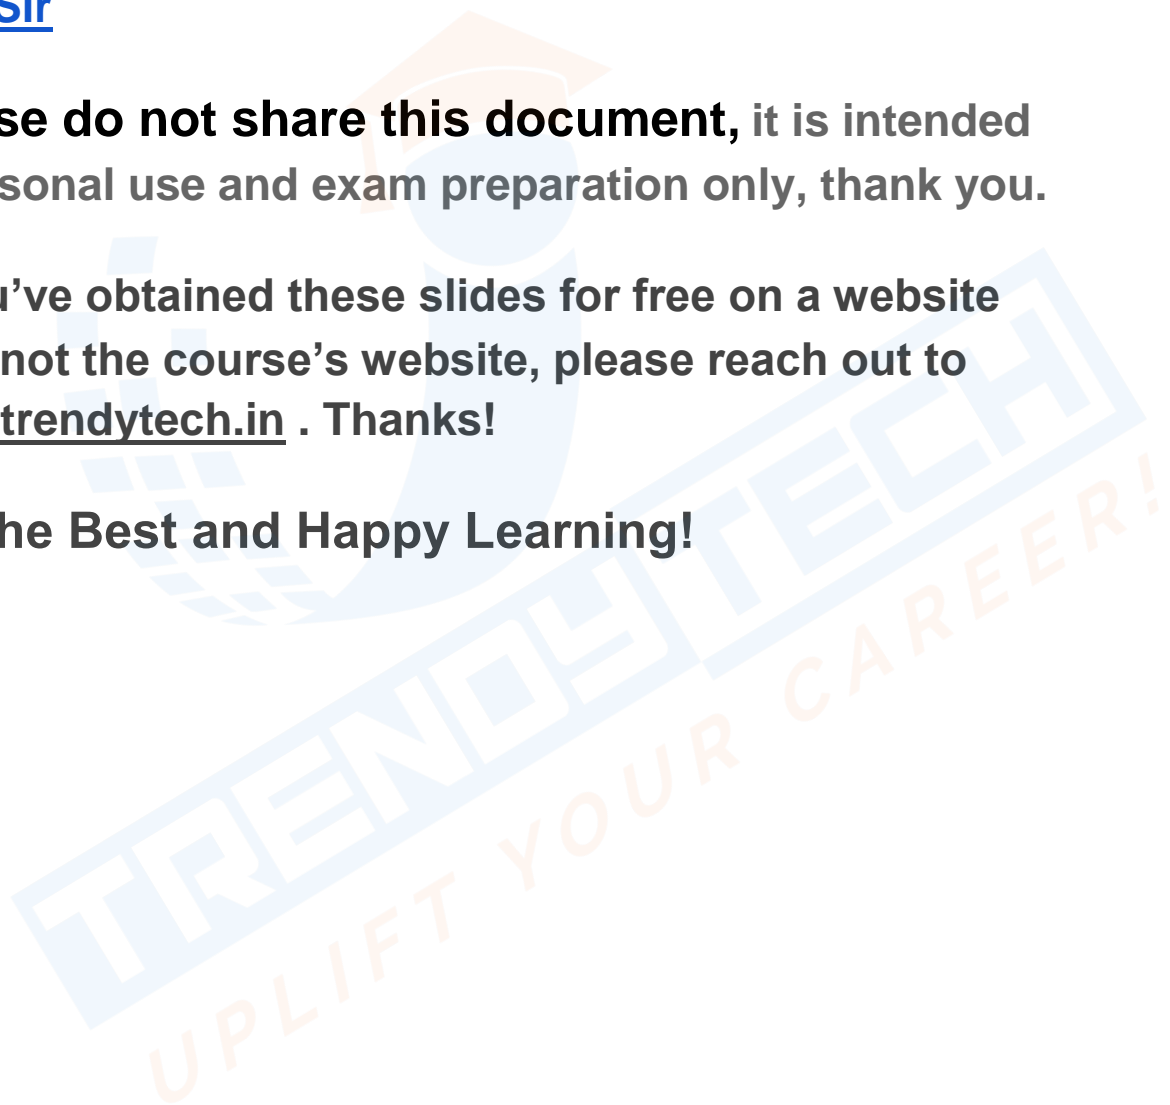 Sir
se do not share this document, it is intended
sonal use and exam preparation only, thank you.
u’ve obtained these slides for free on a website
not the course’s website, please reach out to
trendytech.in . Thanks!
he Best and Happy Learning!
TRENDYTECH
UPLIFT YOUR CAREER!